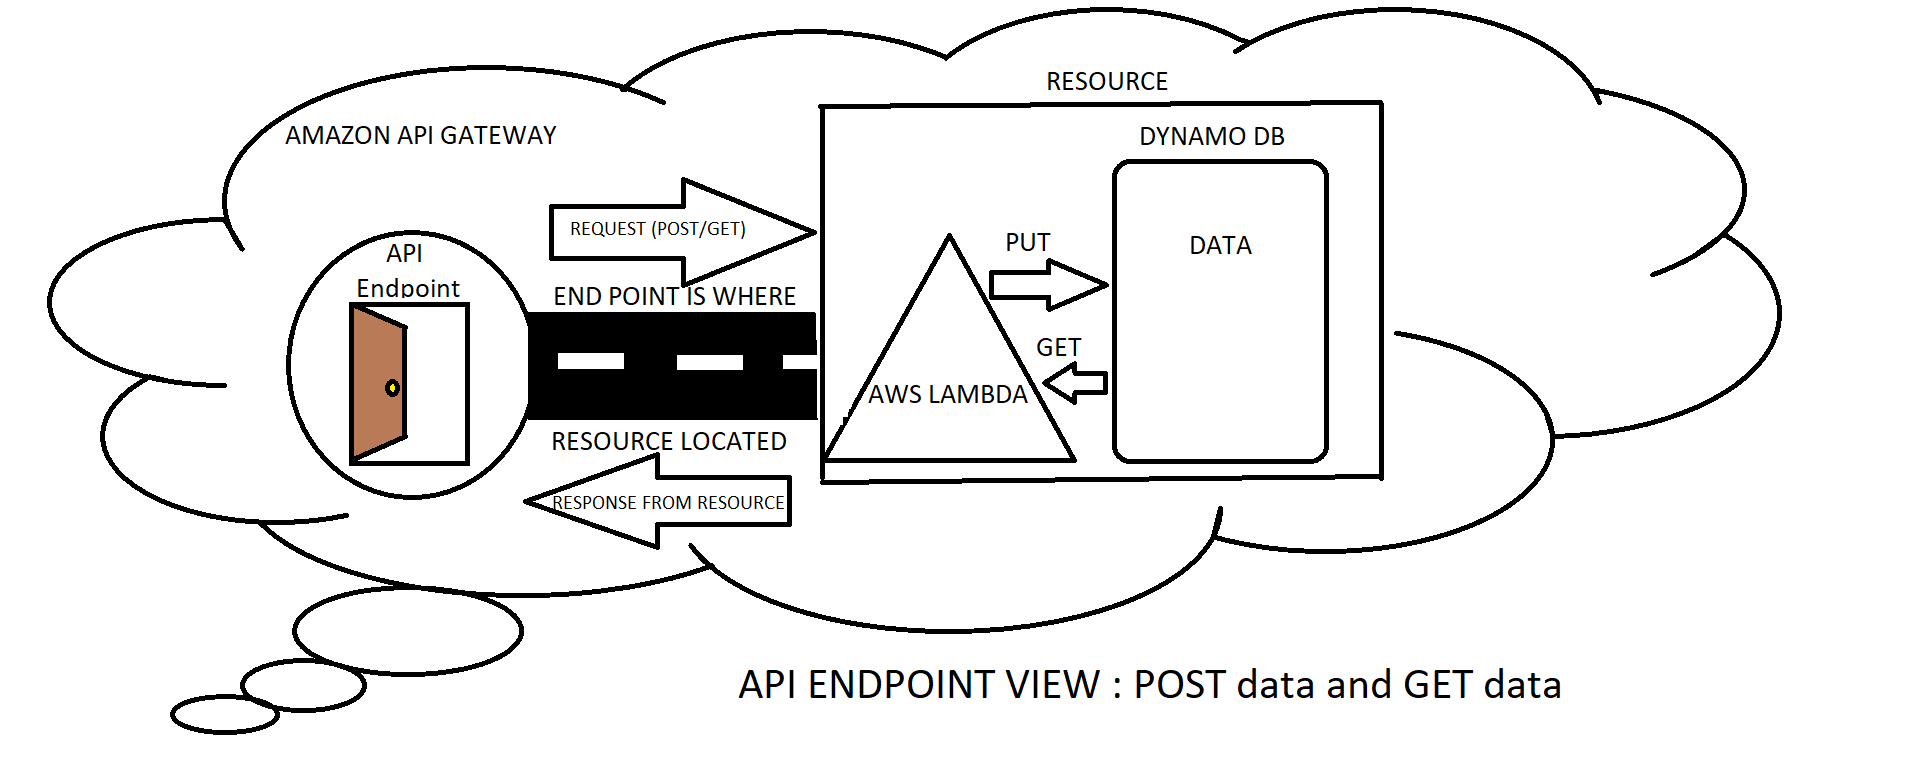 RESOURCE
AMAZON API GATEWAY
DYNAMO DB
REQUEST (POST/GET)
API
Endpoint
PUT
DATA
END POINT IS WHERE
GET
AWS LAMBDA
RESOURCE LOCATED
RESPONSE FROM RESOURCE
API ENDPOINT VIEW : POST data and GET data